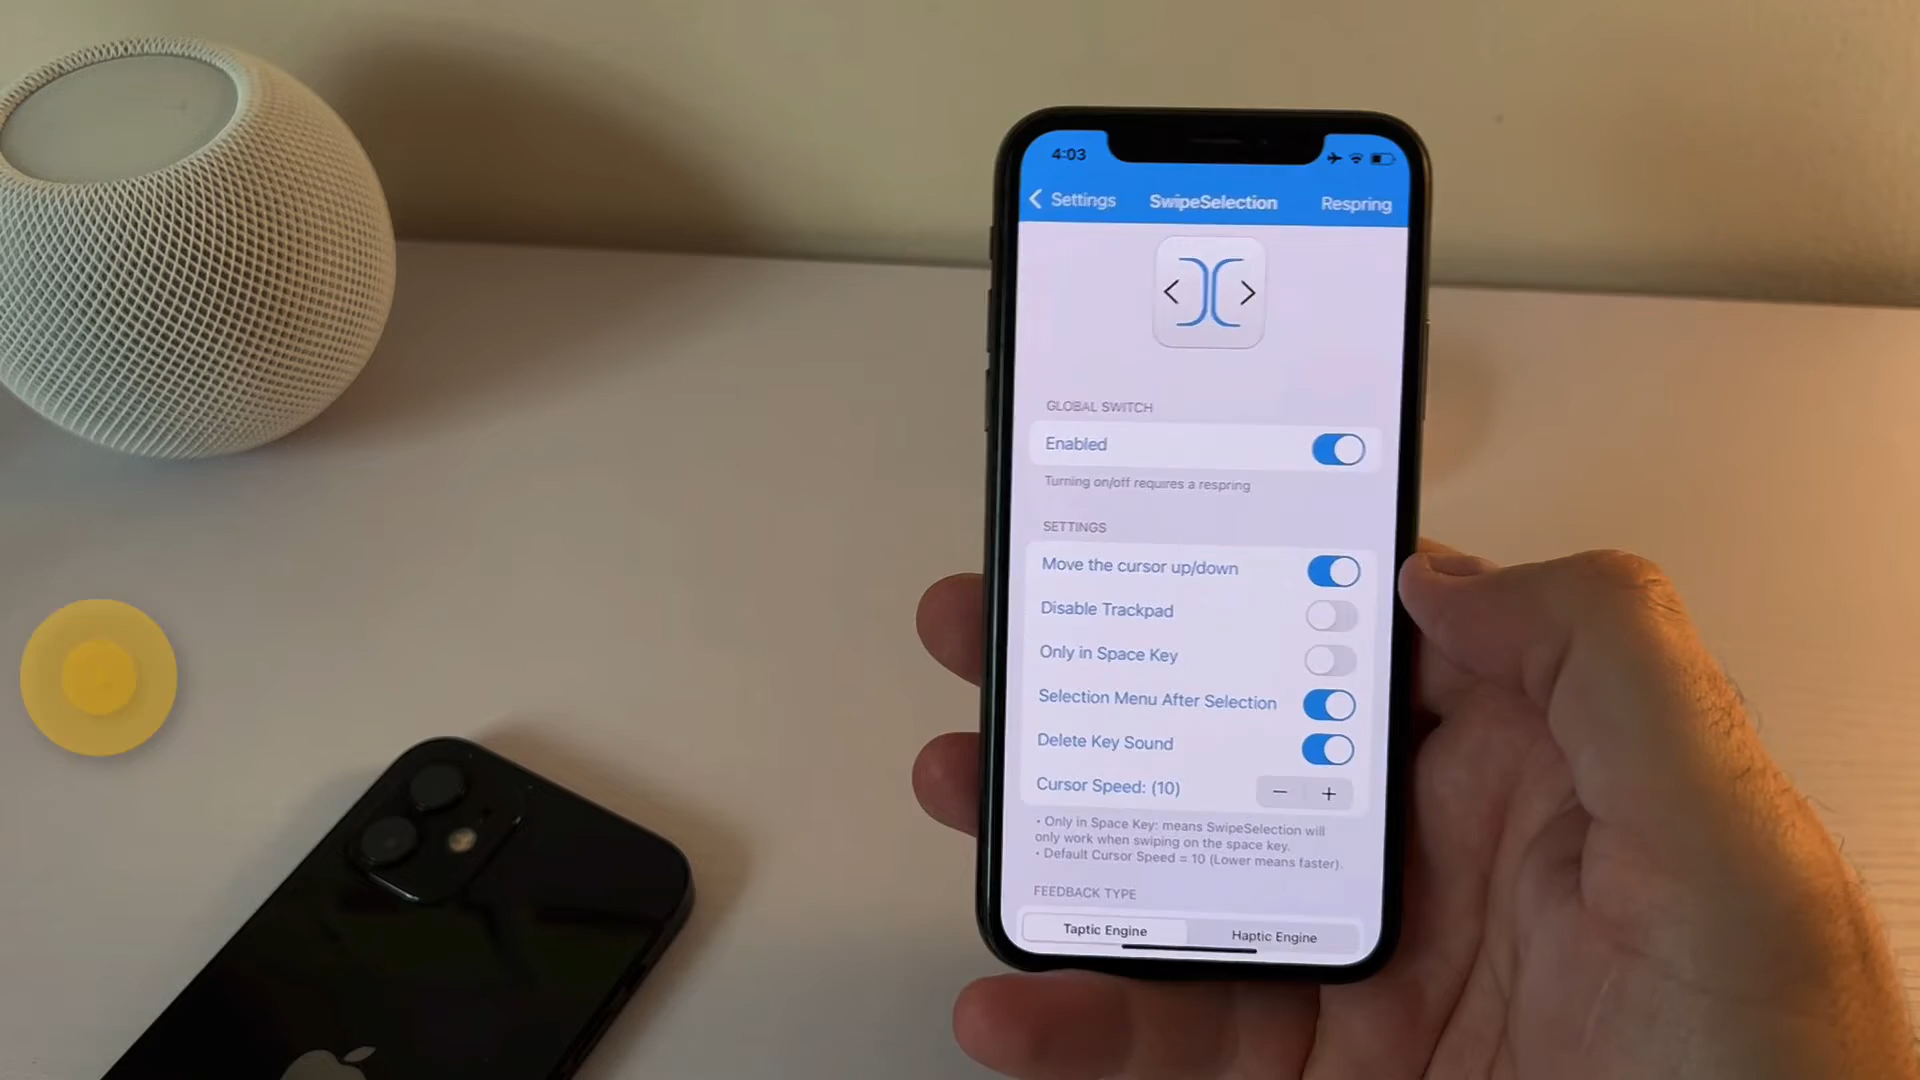 4:03
Settings
SwipeSelection
Respring
GLOBAL SWITCH
Enabled
Turning on/off requires a respring
SETTINGS
Move the cursor up/down
Disable Trackpad
Only in Space Key
Selection Menu After Selection
Delete Key Sound
Cursor Speed: (10)
− +
• Only in Space Key: means SwipeSelection will
only work when swiping on the space key.
• Default Cursor Speed = 10 (Lower means faster).
FEEDBACK TYPE
Taptic Engine
Haptic Engine